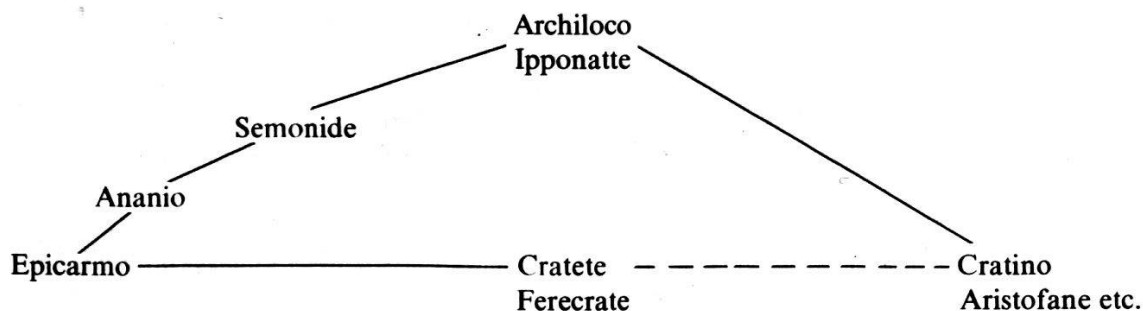 Archiloco
Ipponatte
Semonide
Ananio
Epicarmo
Cratete
Ferecrate
Cratino
Aristofane etc.